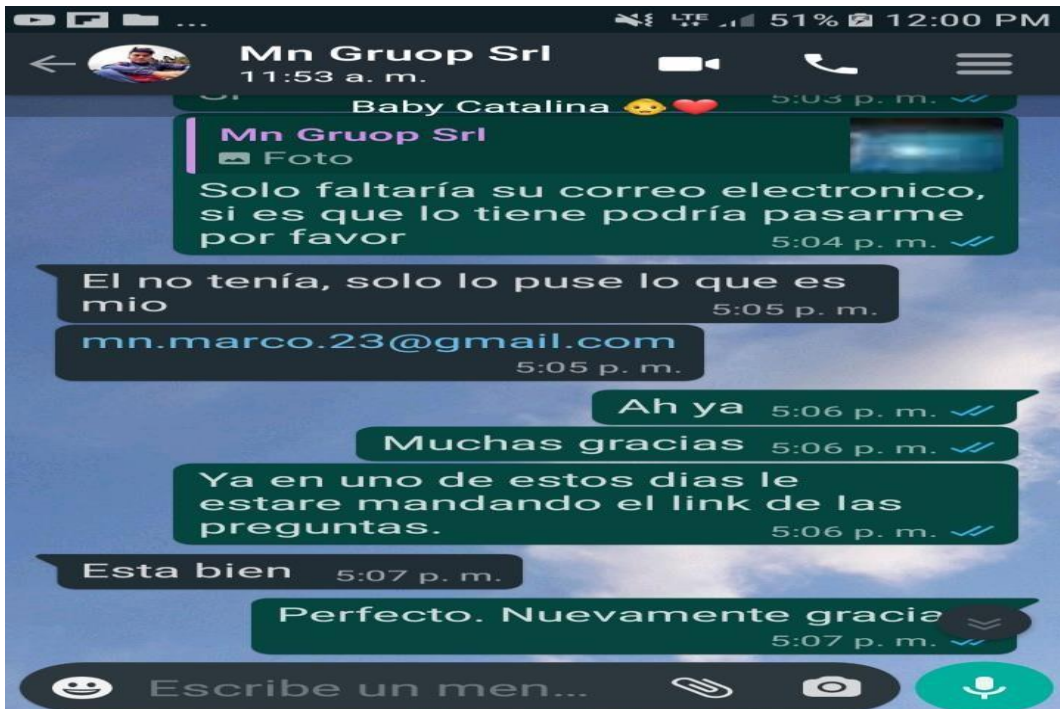 ... LTE 51% 12:00 PM
Mn Gruop Srl
11:53 a. m.
Baby Catalina
5:03 p. m.
Mn Gruop Srl
Foto
Solo faltaría su correo electronico,
si es que lo tiene podría pasarme
por favor
5:04 p. m.
El no tenía, solo lo puse lo que es
mio
5:05 p. m.
mn.marco.23@gmail.com
5:05 p. m.
Ah ya 5:06 p. m.
Muchas gracias 5:06 p. m.
Ya en uno de estos dias le
estare mandando el link de las
preguntas.
5:06 p. m.
Esta bien 5:07 p. m.
Perfecto. Nuevamente gracia
5:07 p. m.
Escribe un men...